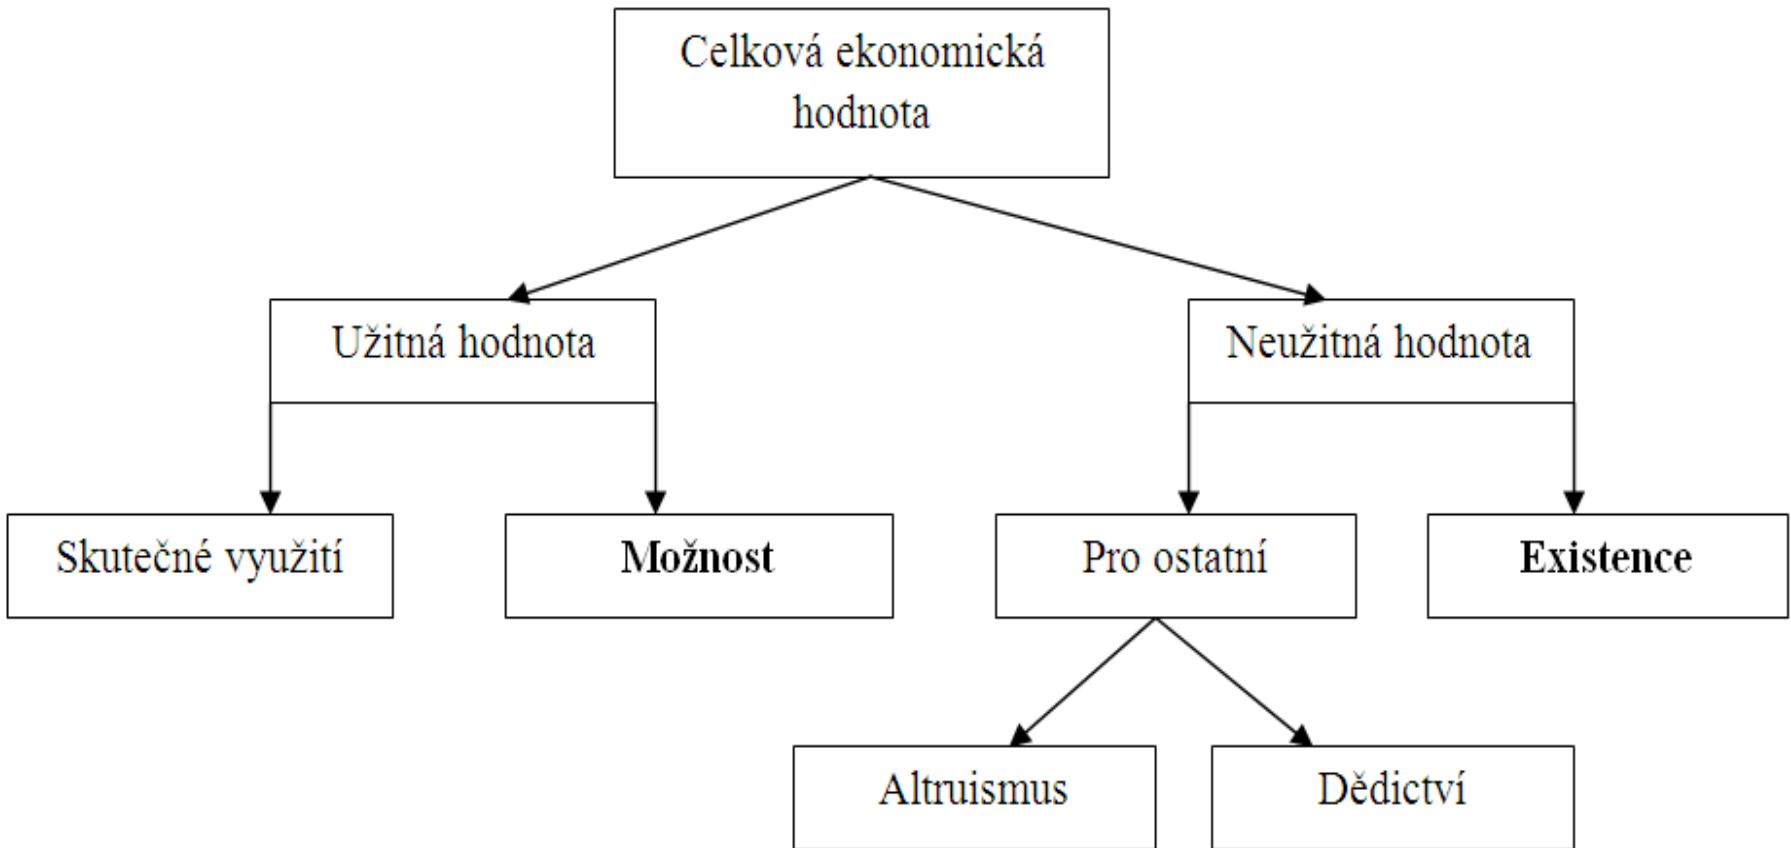 Celková ekonomická
hodnota
Užitná hodnota
Neužitná hodnota
Skutečné využití
Možnost
Pro ostatní
Existence
Altruismus
Dědictví